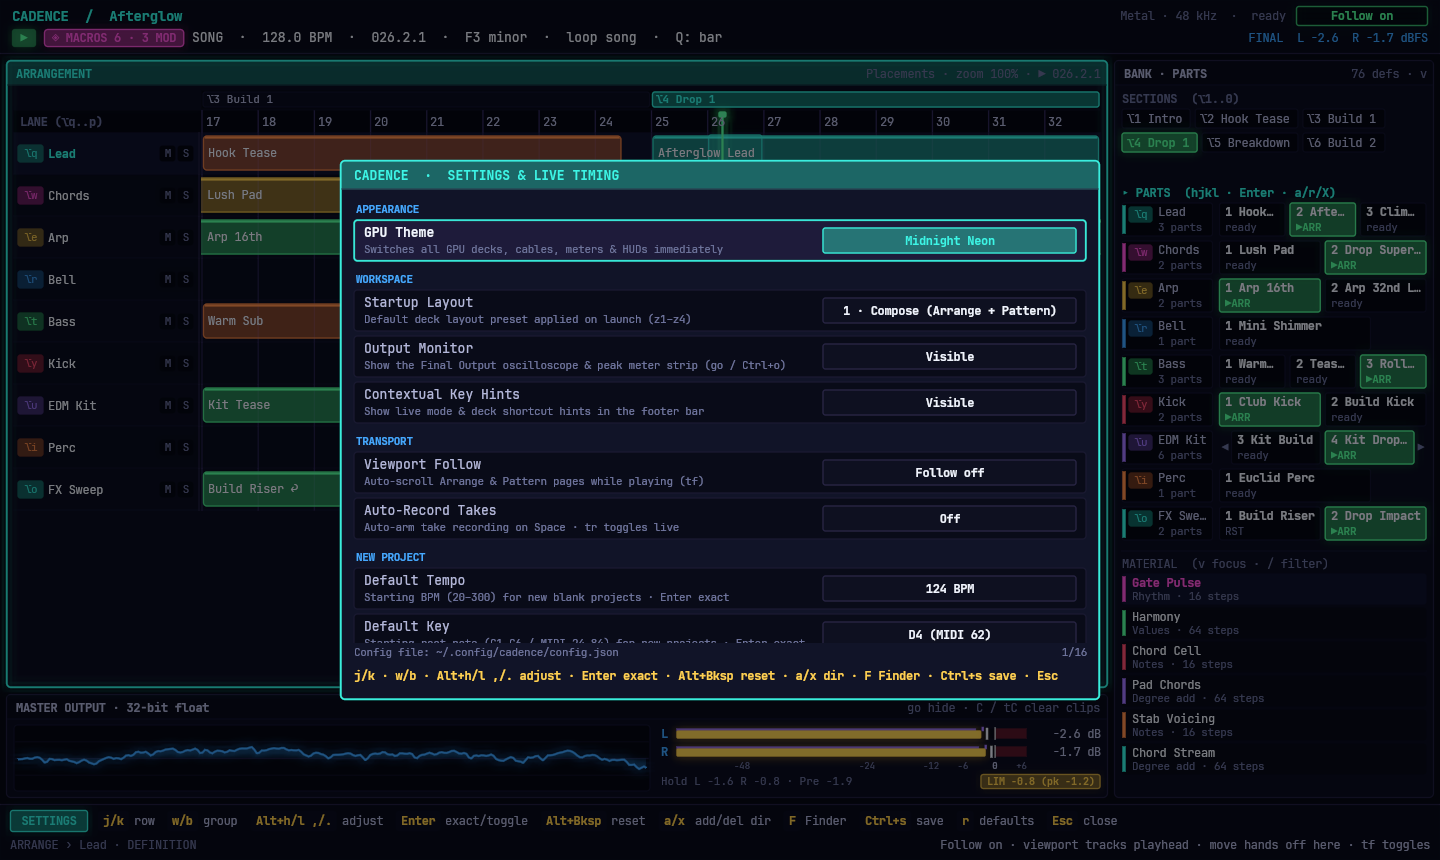 CADENCE / Afterglow
Metal · 48 kHz · ready Follow on
▶ MACROS 6 · 3 MOD SONG · 128.0 BPM · 026.2.1 · F3 minor · loop song · Q: bar
FINAL L -2.6 R -1.7 dBFS
ARRANGEMENT
Placements · zoom 100% · ▶ 026.2.1
⌥3 Build 1
⌥4 Drop 1
LANE (⌥q..p)
17 18 19 20 21 22 23 24 25 26 27 28 29 30 31 32
⌥q Lead M S
Hook Tease
Afterglow Lead
⌥w Chords M S
Lush Pad
⌥e Arp M S
Arp 16th
⌥r Bell M S
⌥t Bass M S
Warm Sub
⌥y Kick M S
⌥u EDM Kit M S
Kit Tease
⌥i Perc M S
⌥o FX Sweep M S
Build Riser
CADENCE · SETTINGS & LIVE TIMING
APPEARANCE
GPU Theme
Switches all GPU decks, cables, meters & HUDs immediately
Midnight Neon
WORKSPACE
Startup Layout
Default deck layout preset applied on launch (z1–z4)
1 · Compose (Arrange + Pattern)
Output Monitor
Show the Final Output oscilloscope & peak meter strip (go / Ctrl+o)
Visible
Contextual Key Hints
Show live mode & deck shortcut hints in the footer bar
Visible
TRANSPORT
Viewport Follow
Auto-scroll Arrange & Pattern pages while playing (tf)
Follow off
Auto-Record Takes
Auto-arm take recording on Space · tr toggles live
Off
NEW PROJECT
Default Tempo
Starting BPM (20–300) for new blank projects · Enter exact
124 BPM
Default Key
Starting root note (C1–C6 / MIDI 24–84) for new projects · Enter exact
D4 (MIDI 62)
Config file: ~/.config/cadence/config.json
1/16
j/k · w/b · Alt+h/l ,/. adjust · Enter exact · Alt+Bksp reset · a/x dir · F Finder · Ctrl+s save · Esc
BANK · PARTS
76 defs · v
SECTIONS (⌥1..0)
⌥1 Intro ⌥2 Hook Tease ⌥3 Build 1
⌥4 Drop 1 ⌥5 Breakdown ⌥6 Build 2
▸ PARTS (hjkl · Enter · a/r/X)
⌥q Lead 1 Hook… 2 Afte… 3 Clim…
3 parts ready ▶ARR ready
⌥w Chords 1 Lush Pad 2 Drop Super…
2 parts ready ▶ARR
⌥e Arp 1 Arp 16th 2 Arp 32nd L…
2 parts ▶ARR ready
⌥r Bell 1 Mini Shimmer
1 part ready
⌥t Bass 1 Warm… 2 Teas… 3 Roll…
3 parts ready ready ▶ARR
⌥y Kick 1 Club Kick 2 Build Kick
2 parts ▶ARR ready
⌥u EDM Kit ◀ 3 Kit Build 4 Kit Drop… ▶
6 parts ready ▶ARR
⌥i Perc 1 Euclid Perc
1 part ready
⌥o FX Swe… 1 Build Riser 2 Drop Impact
2 parts RST ▶ARR
MATERIAL (v focus · / filter)
Gate Pulse
Rhythm · 16 steps
Harmony
Values · 64 steps
Chord Cell
Notes · 16 steps
Pad Chords
Degree add · 64 steps
Stab Voicing
Notes · 16 steps
Chord Stream
Degree add · 64 steps
MASTER OUTPUT · 32-bit float
go hide · C / tC clear clips
L -2.6 dB
R -1.7 dB
-48 -24 -12 -6 0 +6
Hold L -1.6 R -0.8 · Pre -1.9
LIM -0.8 (pk -1.2)
SETTINGS j/k row w/b group Alt+h/l ,/. adjust Enter exact/toggle Alt+Bksp reset a/x add/del dir F Finder Ctrl+s save r defaults Esc close
ARRANGE › Lead · DEFINITION
Follow on · viewport tracks playhead · move hands off here · tf toggles